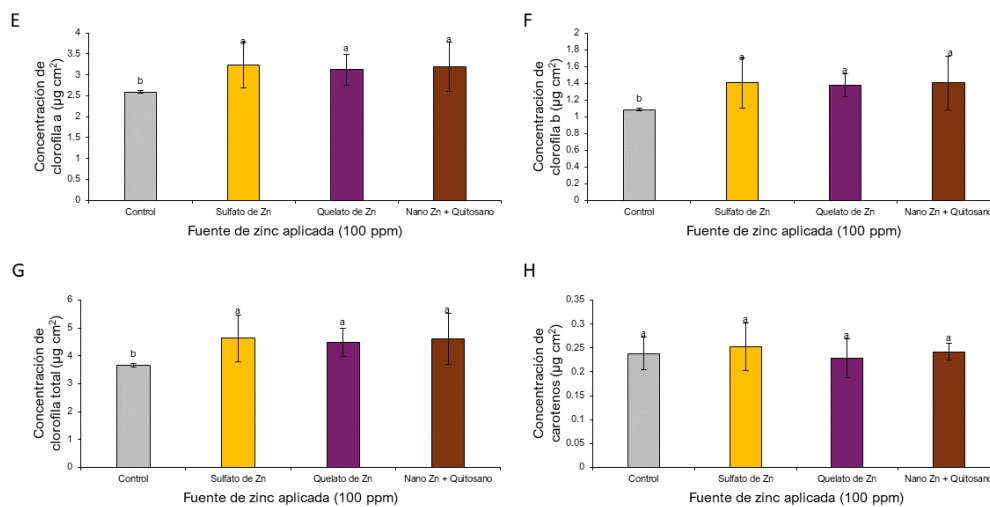 E
Concentración de
clorofila a (µg cm²)
4
3.5
3
2.5
2
1.5
1
0.5
0
b
a
a
a
Control
Sulfato de Zn
Quelato de Zn
Nano Zn + Quitosano
Fuente de zinc aplicada (100 ppm)
F
Concentración de
clorofila b (µg cm²)
2
1.8
1.6
1.4
1.2
1
0.8
0.6
0.4
0.2
0
b
a
a
a
Control
Sulfato de Zn
Quelato de Zn
Nano Zn + Quitosano
Fuente de zinc aplicada (100 ppm)
G
Concentración de
clorofila total (µg cm²)
6
5
4
3
2
1
0
b
a
a
a
Control
Sulfato de Zn
Quelato de Zn
Nano Zn + Quitosano
Fuente de zinc aplicada (100 ppm)
H
Concentración de
carotenos (µg cm²)
0.35
0.3
0.25
0.2
0.15
0.1
0.05
0
a
a
a
a
Control
Sulfato de Zn
Quelato de Zn
Nano Zn + Quitosano
Fuente de zinc aplicada (100 ppm)